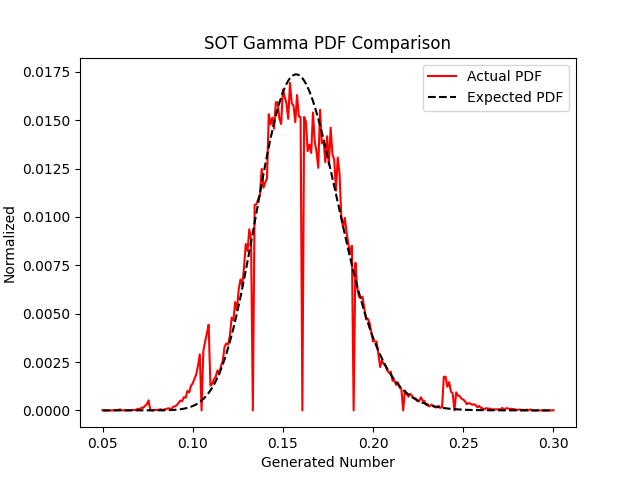 SOT Gamma PDF Comparison
Actual PDF
Expected PDF
Normalized
0.0175
0.0150
0.0125
0.0100
0.0075
0.0050
0.0025
0.0000
0.05 0.10 0.15 0.20 0.25 0.30
Generated Number